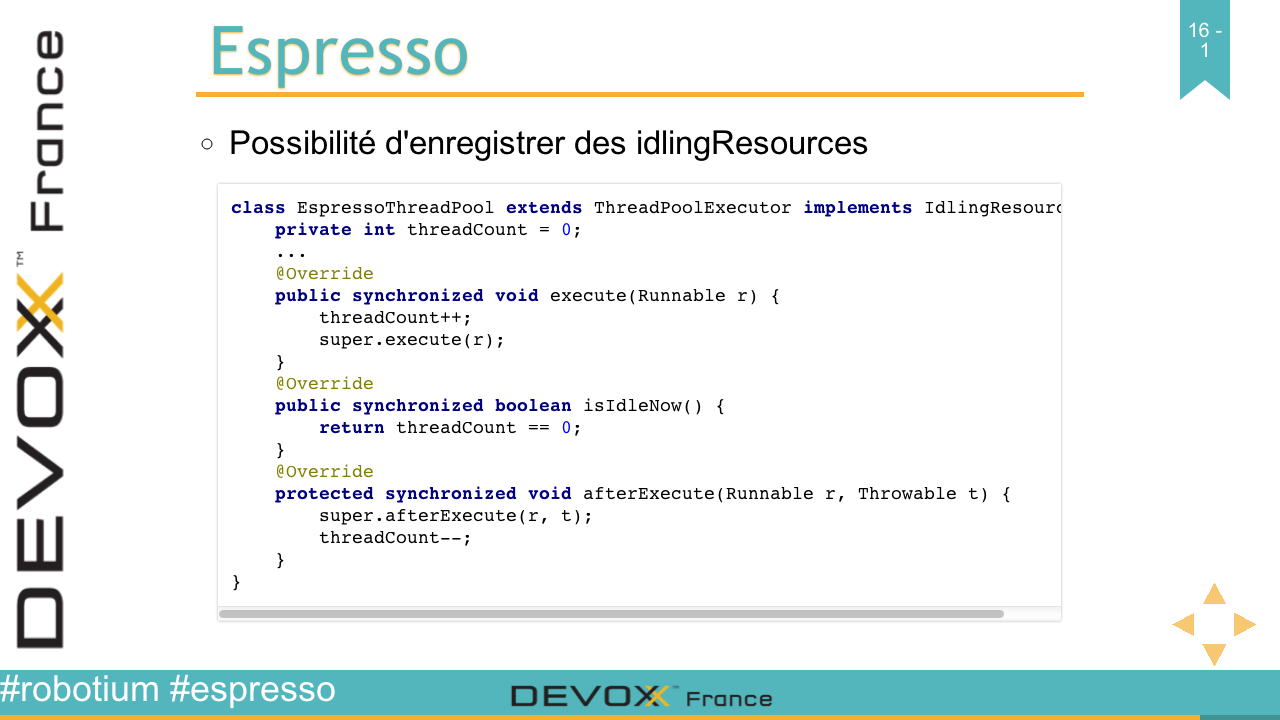 Espresso
16 -
1
Possibilité d'enregistrer des idlingResources
class EspressoThreadPool extends ThreadPoolExecutor implements IdlingResourc
    private int threadCount = 0;
    ...
    @Override
    public synchronized void execute(Runnable r) {
        threadCount++;
        super.execute(r);
    }
    @Override
    public synchronized boolean isIdleNow() {
        return threadCount == 0;
    }
    @Override
    protected synchronized void afterExecute(Runnable r, Throwable t) {
        super.afterExecute(r, t);
        threadCount--;
    }
}
DEVOXX™ France
#robotium #espresso
DEVOXX™ France